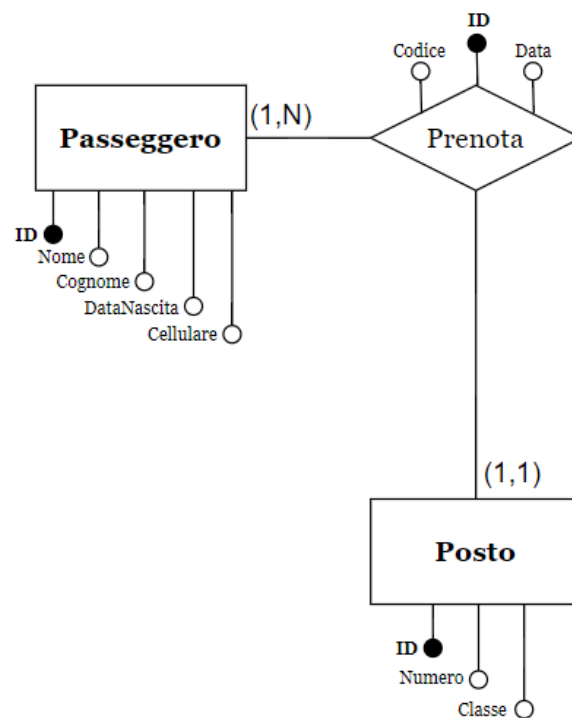 ID
Codice
Data
(1,N)
Passeggero
Prenota
ID
Nome
Cognome
DataNascita
Cellulare
(1,1)
Posto
ID
Numero
Classe